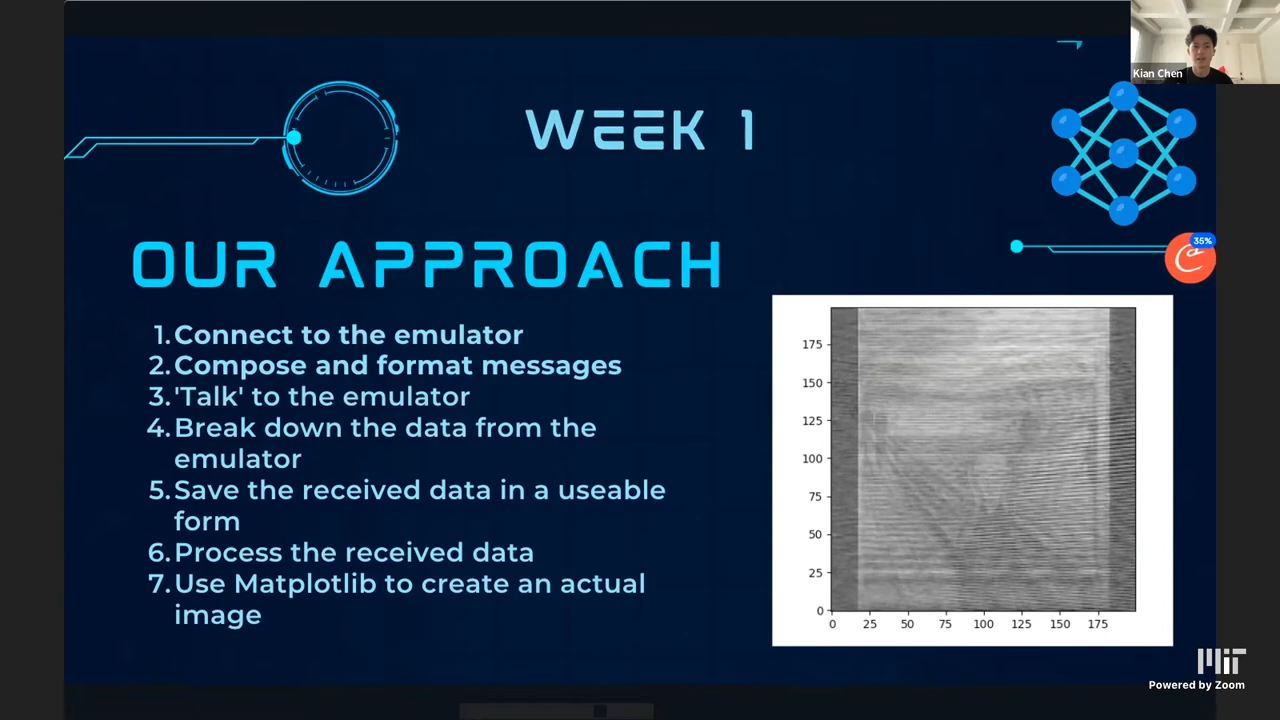 Kian Chen
WEEK 1
35%
OUR APPROACH
1. Connect to the emulator
2. Compose and format messages
3. 'Talk' to the emulator
4. Break down the data from the
emulator
5. Save the received data in a useable
form
6. Process the received data
7. Use Matplotlib to create an actual
image
175
150
125
100
75
50
25
0
0 25 50 75 100 125 150 175
MIT
Powered by Zoom